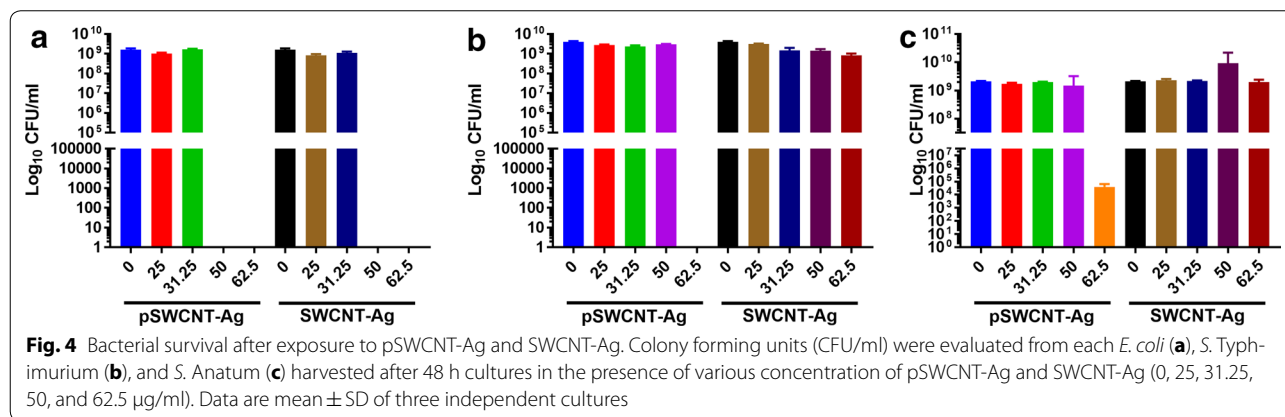 a
b
c
Log10 CFU/ml
10^10
10^9
10^8
10^7
10^6
10^5
100000
10000
1000
100
10
1
0 25 31.25 50 62.5 0 25 31.25 50 62.5
pSWCNT-Ag SWCNT-Ag
Log10 CFU/ml
10^10
10^9
10^8
10^7
10^6
10^5
100000
10000
1000
100
10
1
0 25 31.25 50 62.5 0 25 31.25 50 62.5
pSWCNT-Ag SWCNT-Ag
Log10 CFU/ml
10^11
10^10
10^9
10^8
10^7
10^6
10^5
10^4
10^3
10^2
10^1
10^0
0 25 31.25 50 62.5 0 25 31.25 50 62.5
pSWCNT-Ag SWCNT-Ag
Fig. 4 Bacterial survival after exposure to pSWCNT-Ag and SWCNT-Ag. Colony forming units (CFU/ml) were evaluated from each E. coli (a), S. Typh-
imurium (b), and S. Anatum (c) harvested after 48 h cultures in the presence of various concentration of pSWCNT-Ag and SWCNT-Ag (0, 25, 31.25,
50, and 62.5 µg/ml). Data are mean ± SD of three independent cultures